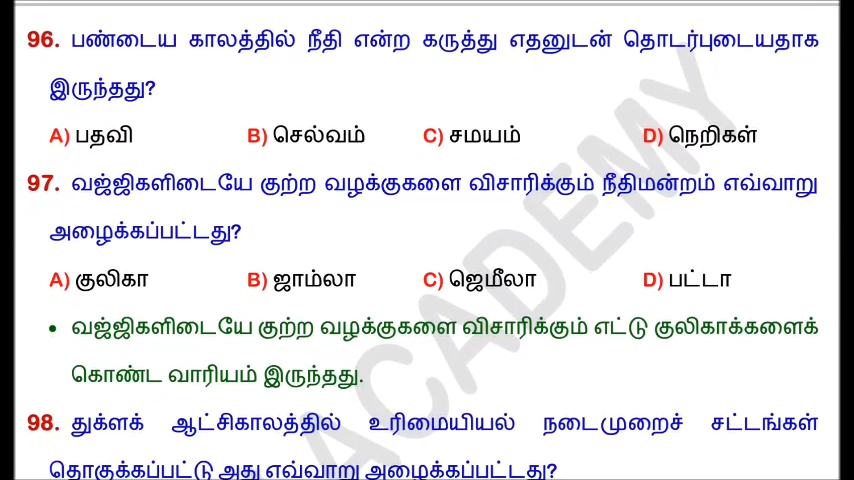 96. பண்டைய காலத்தில் நீதி என்ற கருத்து எதனுடன் தொடர்புடையதாக
இருந்தது?
A) பதவி B) செல்வம் C) சமயம் D) நெறிகள்
97. வஜ்ஜிகளிடையே குற்ற வழக்குகளை விசாரிக்கும் நீதிமன்றம் எவ்வாறு
அழைக்கப்பட்டது?
A) குலிகா B) ஜாம்லா C) ஜெமீலா D) பட்டா
• வஜ்ஜிகளிடையே குற்ற வழக்குகளை விசாரிக்கும் எட்டு குலிகாக்களைக்
கொண்ட வாரியம் இருந்தது.
98. துக்ளக் ஆட்சிகாலத்தில் உரிமையியல் நடைமுறைச் சட்டங்கள்
தொகுக்கப்பட்டு அது எவ்வாறு அழைக்கப்பட்டது?
ACADEMY